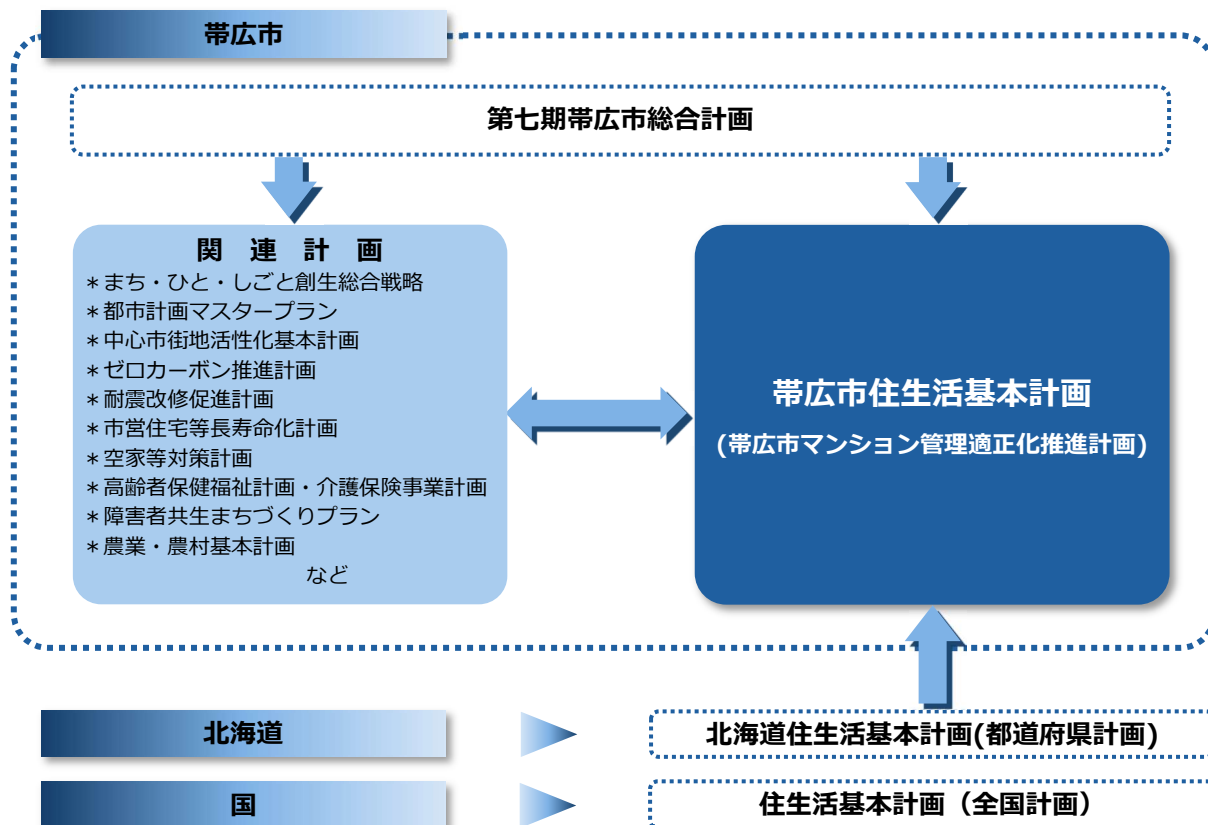 帯広市
第七期帯広市総合計画
関 連 計 画
＊まち・ひと・しごと創生総合戦略
＊都市計画マスタープラン
＊中心市街地活性化基本計画
＊ゼロカーボン推進計画
＊耐震改修促進計画
＊市営住宅等長寿命化計画
＊空家等対策計画
＊高齢者保健福祉計画・介護保険事業計画
＊障害者共生まちづくりプラン
＊農業・農村基本計画
など
帯広市住生活基本計画
(帯広市マンション管理適正化推進計画)
北海道
北海道住生活基本計画(都道府県計画)
国
住生活基本計画（全国計画）